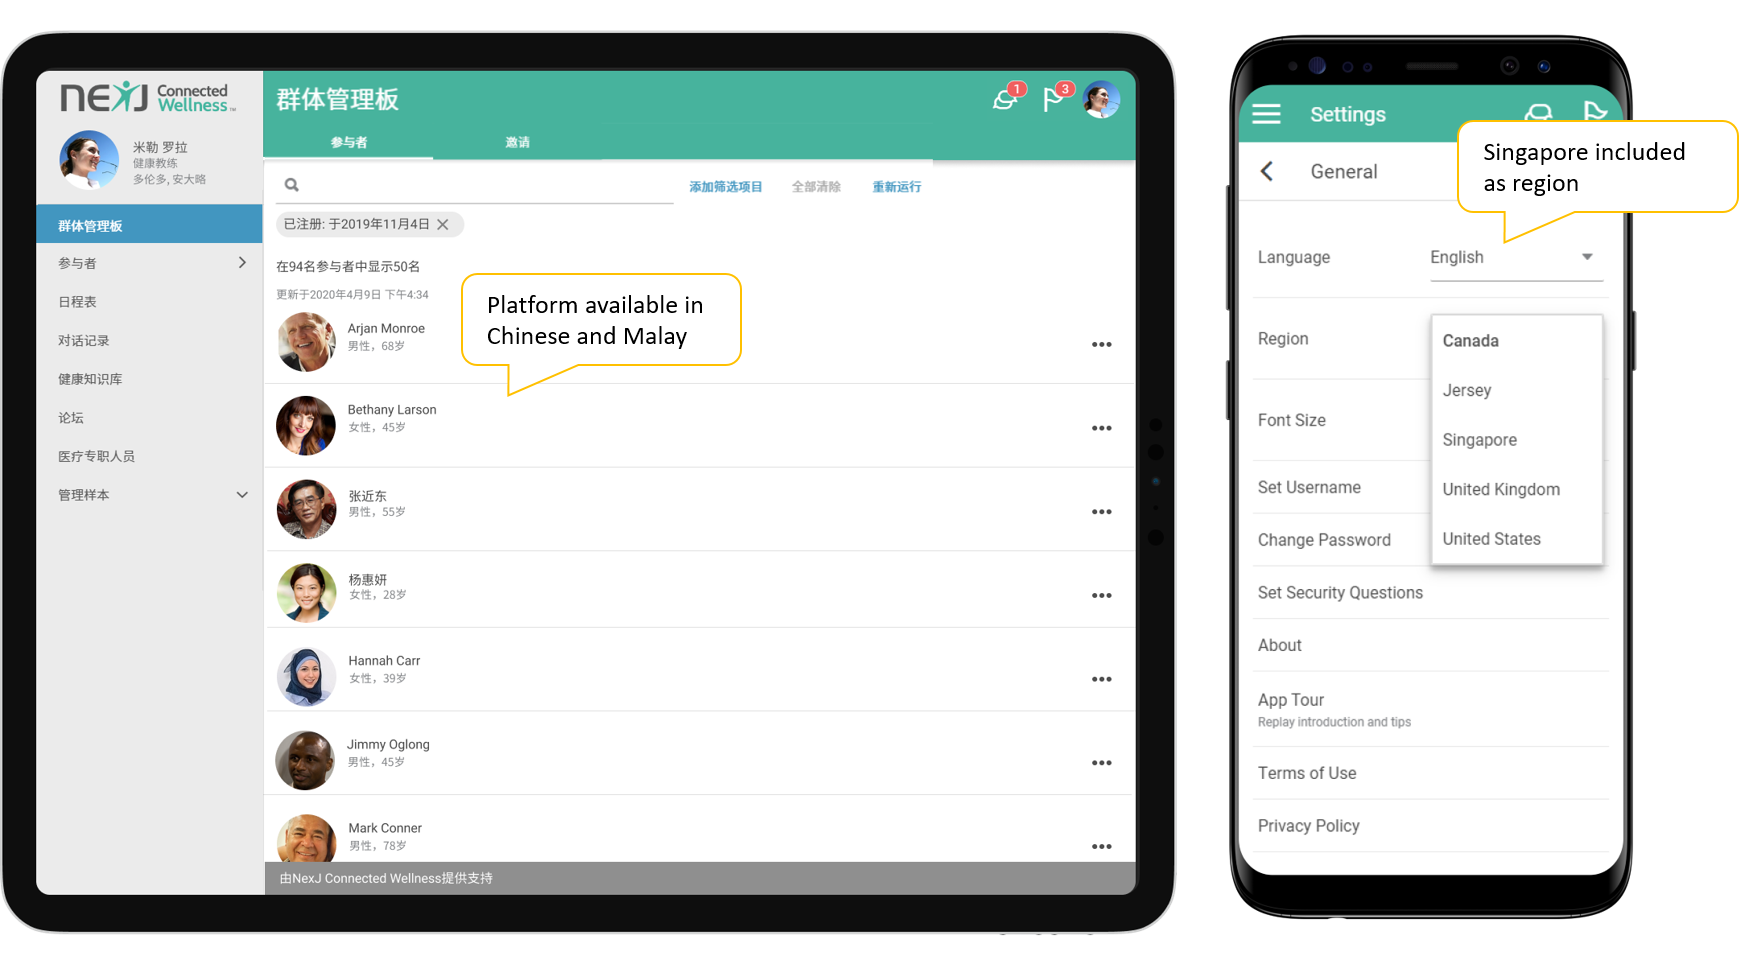 NEXJ Connected
Wellness™
米勒 罗拉
健康教练
多伦多, 安大略
群体管理板
参与者
日程表
对话记录
健康知识库
论坛
医疗专职人员
管理样本
群体管理板
1
3
参与者
邀请
添加筛选项目
全部清除
重新运行
已注册: 于2019年11月4日
在94名参与者中显示50名
更新于2020年4月9日 下午4:34
Platform available in
Chinese and Malay
Arjan Monroe
男性，68岁
Bethany Larson
女性，45岁
张近东
男性，55岁
杨惠妍
女性，28岁
Hannah Carr
女性，39岁
Jimmy Oglong
男性，45岁
Mark Conner
男性，78岁
由NexJ Connected Wellness提供支持
Settings
General
Singapore included
as region
Language
English
Region
Canada
Jersey
Singapore
United Kingdom
United States
Font Size
Set Username
Change Password
Set Security Questions
About
App Tour
Replay introduction and tips
Terms of Use
Privacy Policy